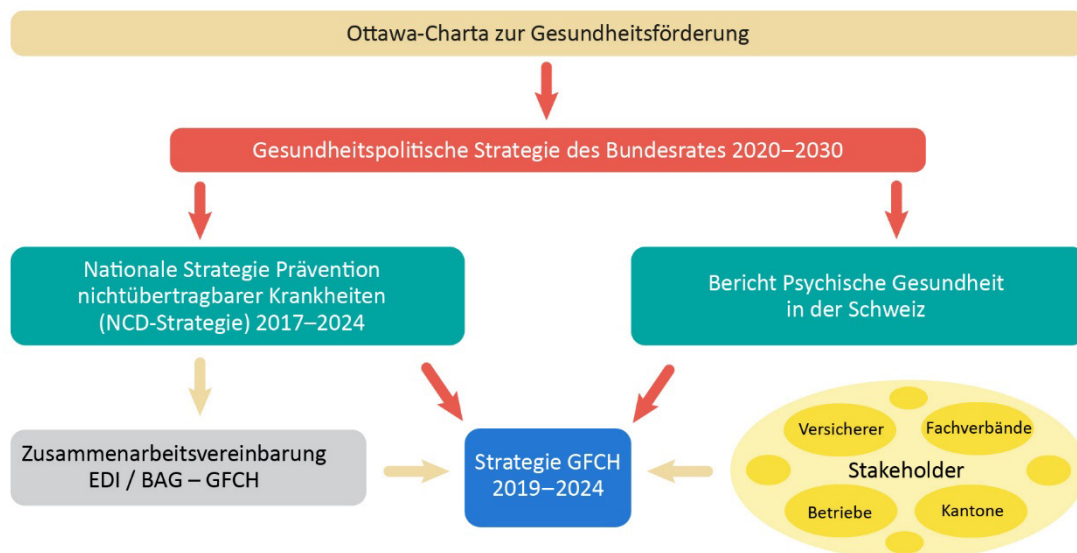 Ottawa-Charta zur Gesundheitsförderung
Gesundheitspolitische Strategie des Bundesrates 2020–2030
Nationale Strategie Prävention
nichtübertragbarer Krankheiten
(NCD-Strategie) 2017–2024
Bericht Psychische Gesundheit
in der Schweiz
Zusammenarbeitsvereinbarung
EDI / BAG – GFCH
Strategie GFCH
2019–2024
Versicherer
Fachverbände
Stakeholder
Betriebe
Kantone